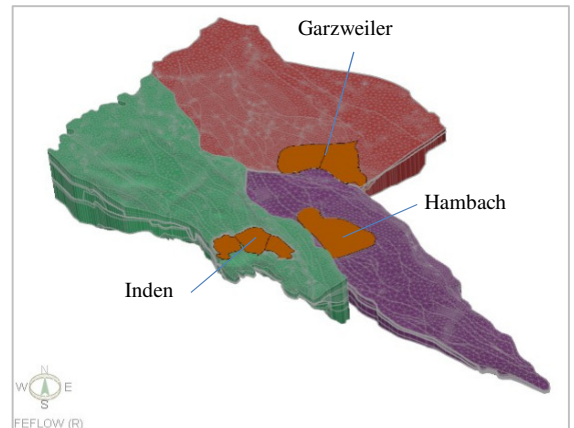 Garzweiler
Hambach
Inden
N
W E
S
FEFLOW (R)